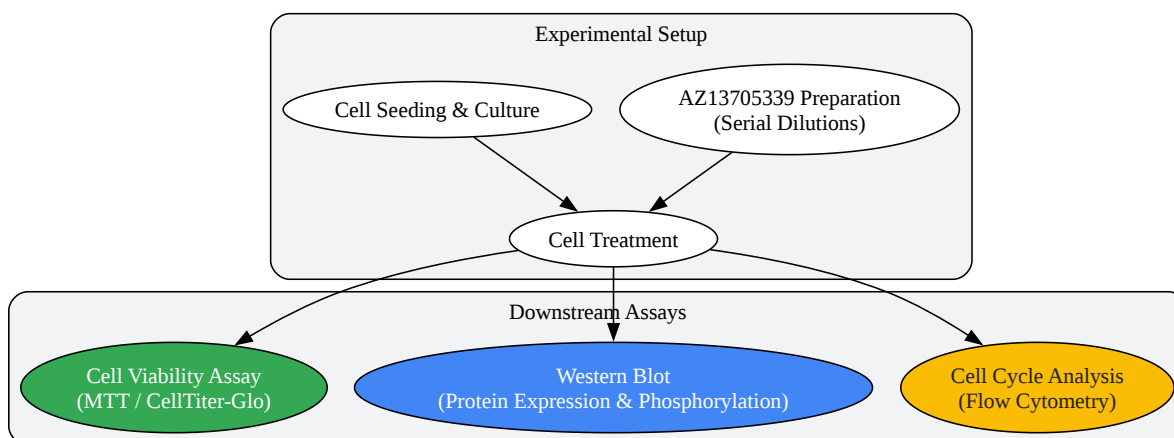 Experimental Setup
Cell Seeding & Culture
AZ13705339 Preparation
(Serial Dilutions)
Cell Treatment
Downstream Assays
Cell Viability Assay
(MTT / CellTiter-Glo)
Western Blot
(Protein Expression & Phosphorylation)
Cell Cycle Analysis
(Flow Cytometry)